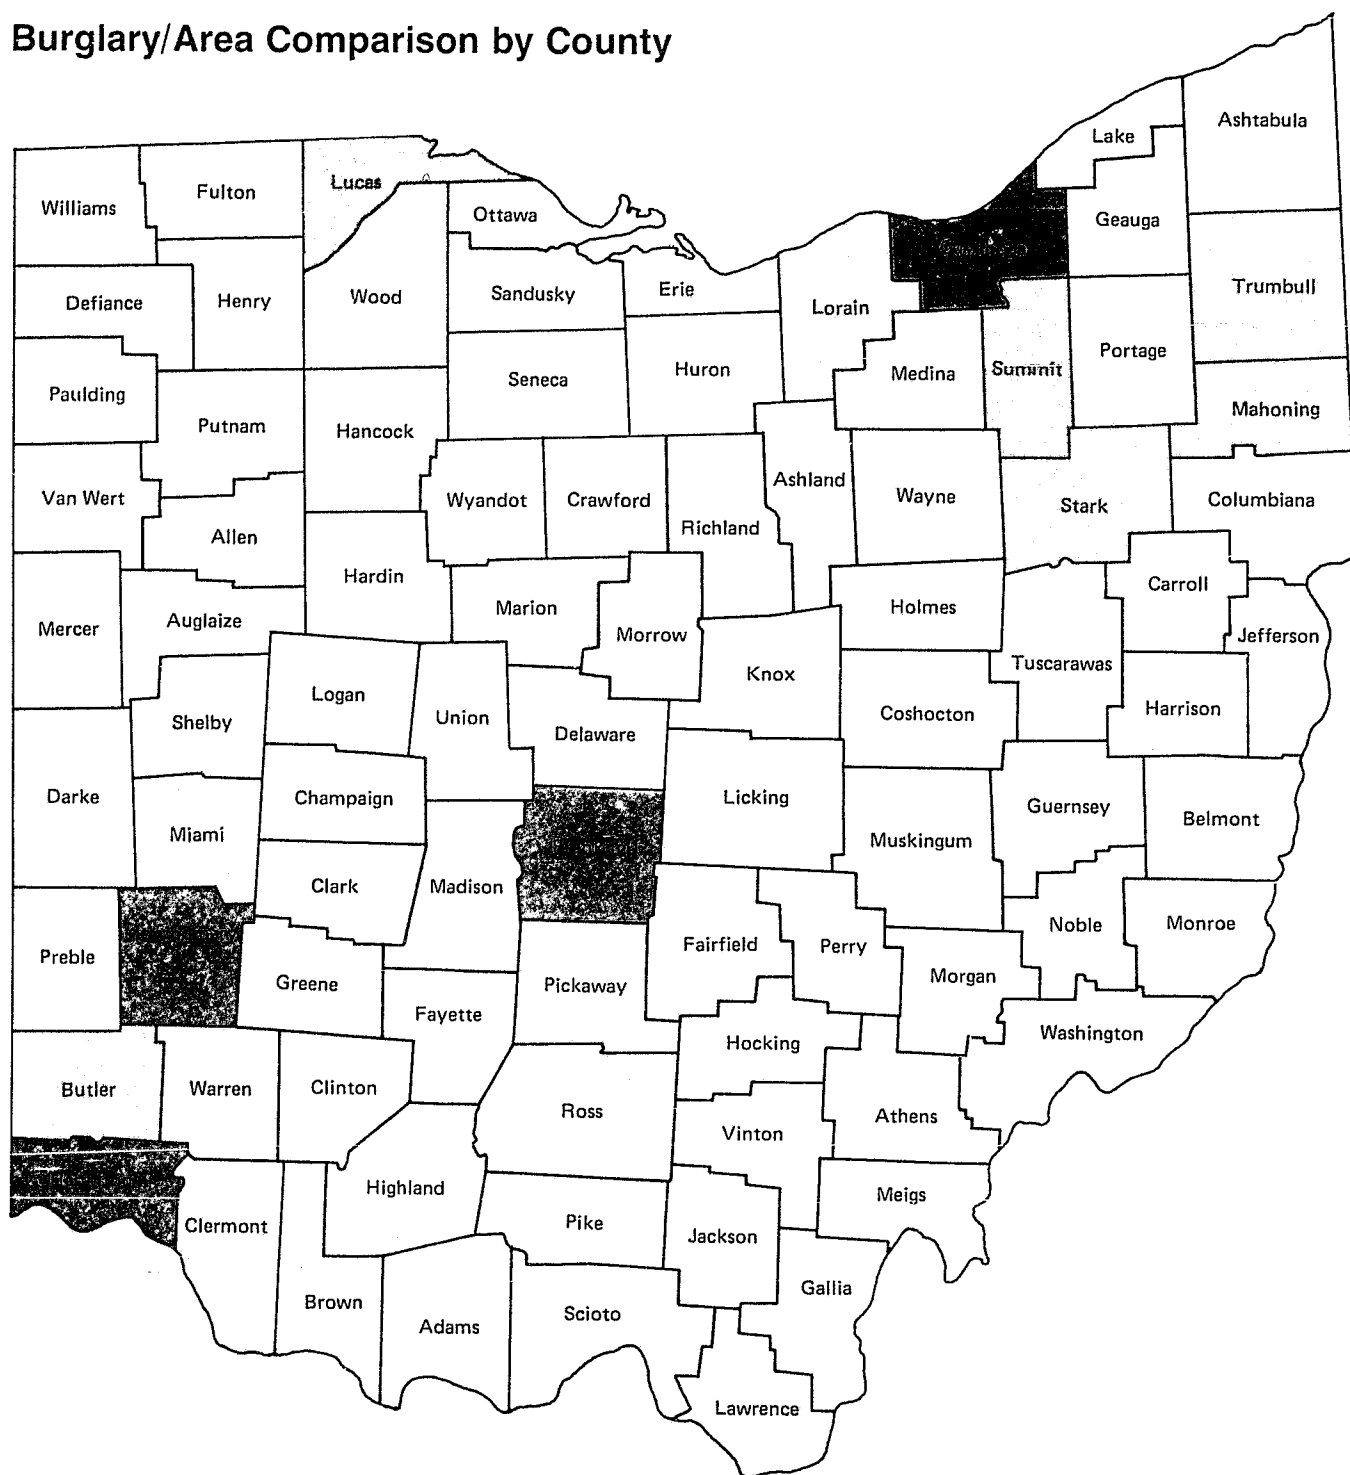 Burglary/Area Comparison by County
Ashtabula
Lake
Lucas
Fulton
Williams
Ottawa
Geauga
Trumbull
Sandusky
Erie
Wood
Henry
Defiance
Lorain
Portage
Summit
Medina
Huron
Seneca
Paulding
Mahoning
Putnam
Hancock
Ashland
Wayne
Van Wert
Wyandot
Crawford
Stark
Columbiana
Richland
Allen
Hardin
Carroll
Marion
Holmes
Mercer
Auglaize
Morrow
Jefferson
Tuscarawas
Knox
Logan
Harrison
Union
Coshocton
Shelby
Delaware
Darke
Champaign
Licking
Guernsey
Belmont
Miami
Muskingum
Clark
Madison
Noble
Monroe
Preble
Fairfield
Perry
Morgan
Greene
Pickaway
Fayette
Hocking
Washington
Butler
Warren
Clinton
Ross
Athens
Vinton
Highland
Meigs
Clermont
Pike
Jackson
Gallia
Brown
Adams
Scioto
Lawrence